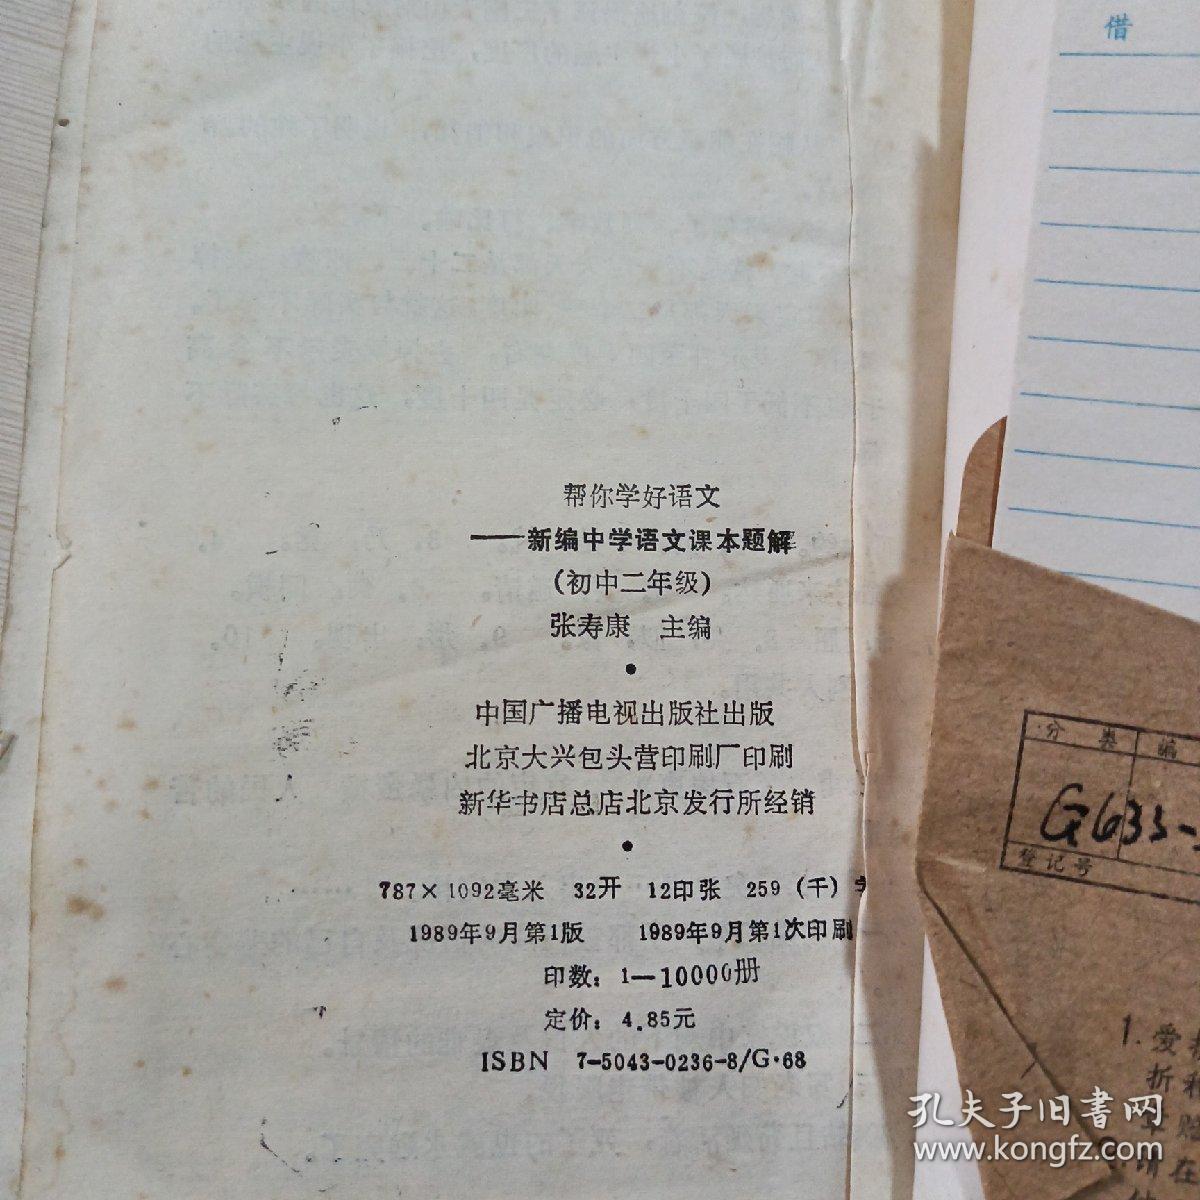 帮你学好语文
——新编中学语文课本题解
(初中二年级)
张寿康 主编
•
中国广播电视出版社出版
北京大兴包头营印刷厂印刷
新华书店总店北京发行所经销
•
787×1092毫米 32开 12印张 259(千)
1989年9月第1版 1989年9月第1次印刷
印数:1—10000册
定价:4.85元
ISBN 7-5043-0236-8/G·68
借
分类 编
G633-
登记号
1.爱
折
孔夫子旧书网
www.kongfz.com